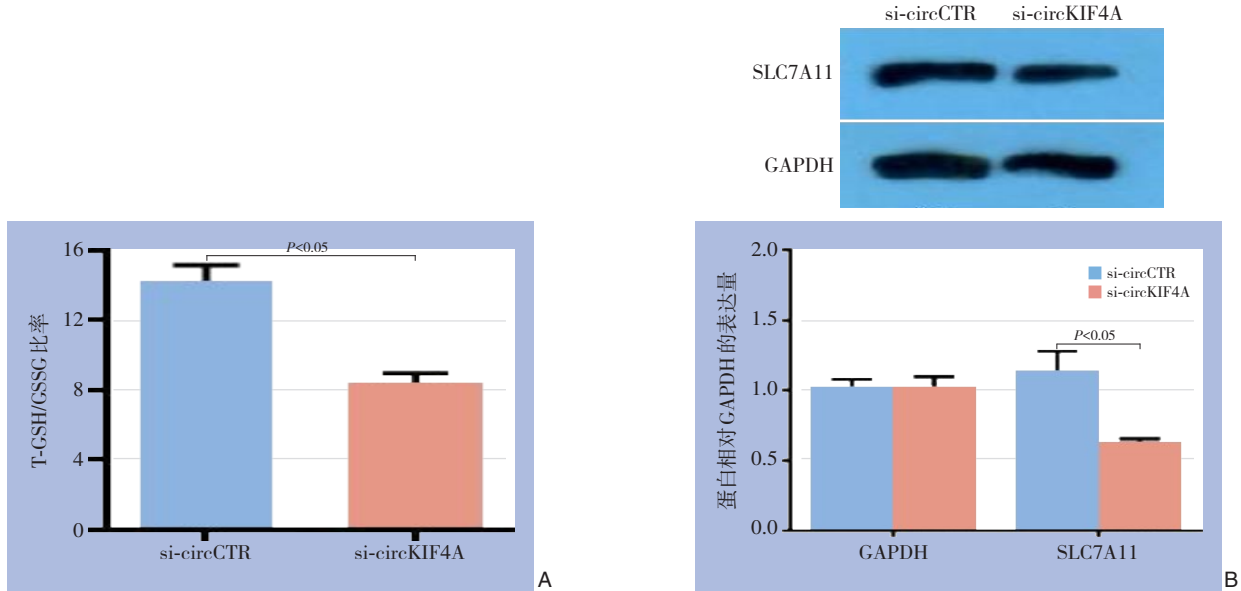 si-circCTR si-circKIF4A
SLC7A11
GAPDH
T-GSH/GSSG 比率
16
12
8
4
0
P<0.05
si-circCTR si-circKIF4A
A
蛋白相对 GAPDH 的表达量
2.0
1.5
1.0
0.5
0.0
si-circCTR
si-circKIF4A
P<0.05
GAPDH SLC7A11
B